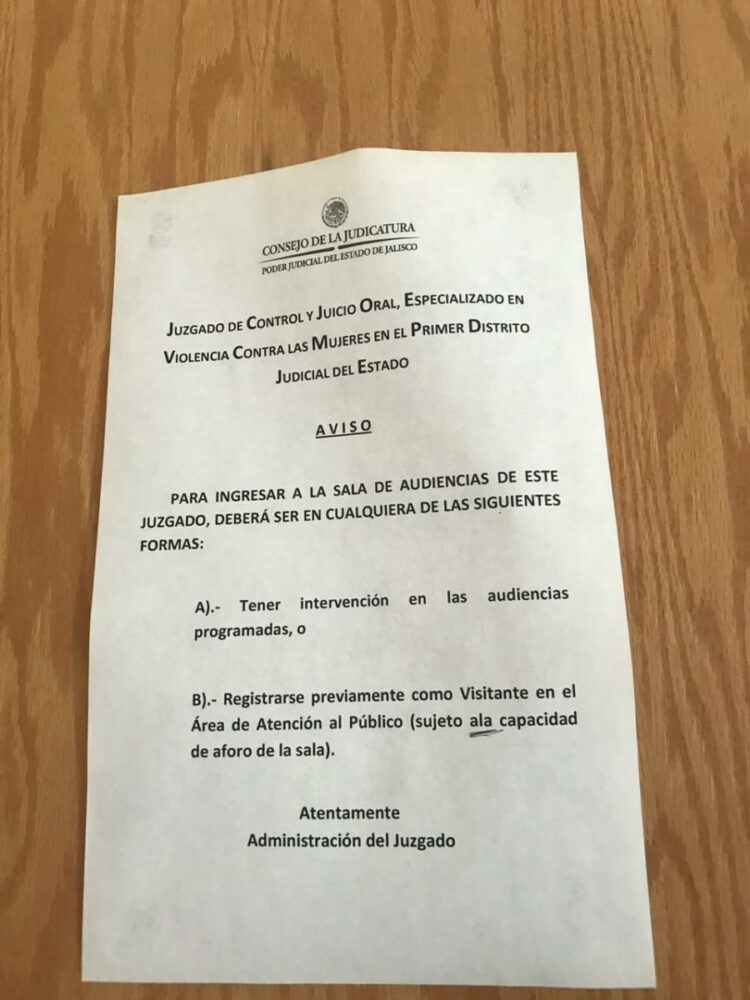 CONSEJO DE LA JUDICATURA
PODER JUDICIAL DEL ESTADO DE JALISCO
JUZGADO DE CONTROL Y JUICIO ORAL, ESPECIALIZADO EN
VIOLENCIA CONTRA LAS MUJERES EN EL PRIMER DISTRITO
JUDICIAL DEL ESTADO
AVISO
PARA INGRESAR A LA SALA DE AUDIENCIAS DE ESTE
JUZGADO, DEBERÁ SER EN CUALQUIERA DE LAS SIGUIENTES
FORMAS:
A).- Tener intervención en las audiencias
programadas, o
B).- Registrarse previamente como Visitante en el
Área de Atención al Público (sujeto ala capacidad
de aforo de la sala).
Atentamente
Administración del Juzgado